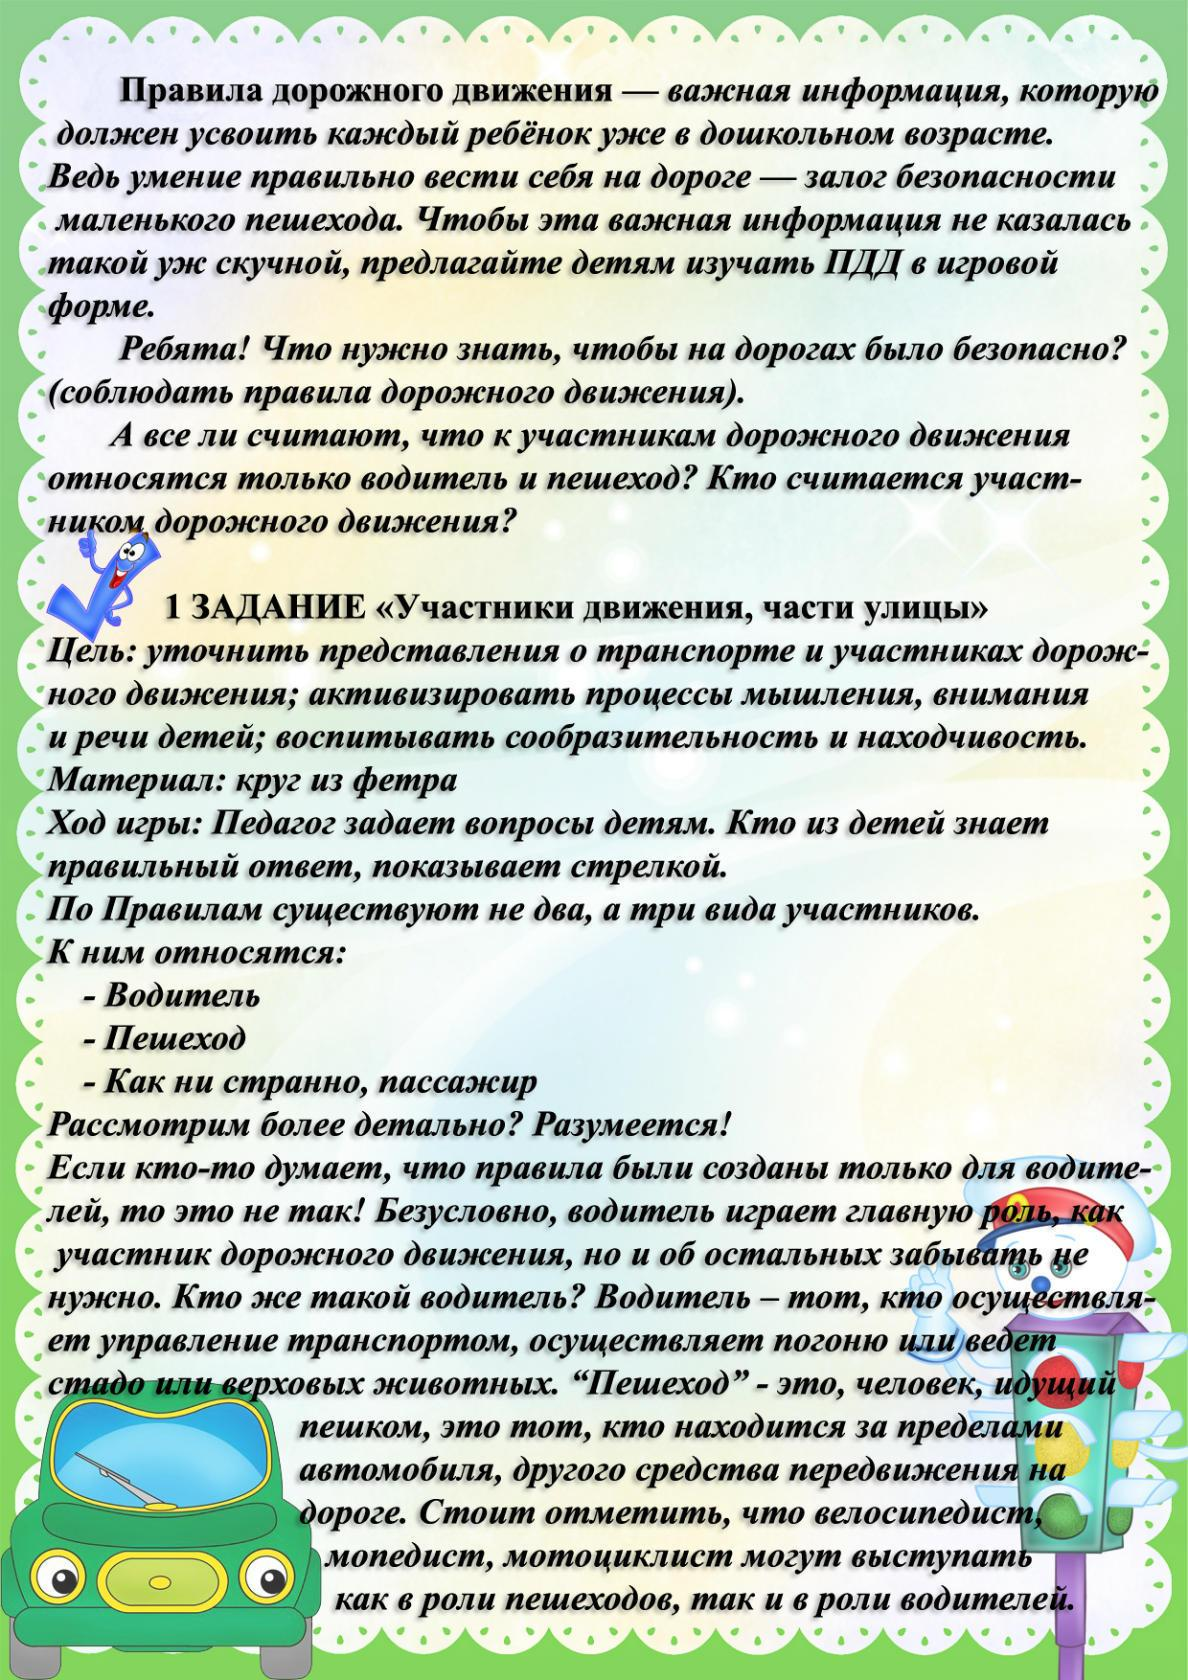 Правила дорожного движения — важная информация, которую
должен усвоить каждый ребёнок уже в дошкольном возрасте.
Ведь умение правильно вести себя на дороге — залог безопасности
маленького пешехода. Чтобы эта важная информация не казалась
такой уж скучной, предлагайте детям изучать ПДД в игровой
форме.
Ребята! Что нужно знать, чтобы на дорогах было безопасно?
(соблюдать правила дорожного движения).
А все ли считают, что к участникам дорожного движения
относятся только водитель и пешеход? Кто считается участ-
ником дорожного движения?
1 ЗАДАНИЕ «Участники движения, части улицы»
Цель: уточнить представления о транспорте и участниках дорож-
ного движения; активизировать процессы мышления, внимания
и речи детей; воспитывать сообразительность и находчивость.
Материал: круг из фетра
Ход игры: Педагог задает вопросы детям. Кто из детей знает
правильный ответ, показывает стрелкой.
По Правилам существуют не два, а три вида участников.
К ним относятся:
- Водитель
- Пешеход
- Как ни странно, пассажир
Рассмотрим более детально? Разумеется!
Если кто-то думает, что правила были созданы только для водите-
лей, то это не так! Безусловно, водитель играет главную роль, как
участник дорожного движения, но и об остальных забывать не
нужно. Кто же такой водитель? Водитель – тот, кто осуществля-
ет управление транспортом, осуществляет погоню или ведет
стадо или верховых животных. “Пешеход” - это, человек, идущий
пешком, это тот, кто находится за пределами
автомобиля, другого средства передвижения на
дороге. Стоит отметить, что велосипедист,
мопедист, мотоциклист могут выступать
как в роли пешеходов, так и в роли водителей.